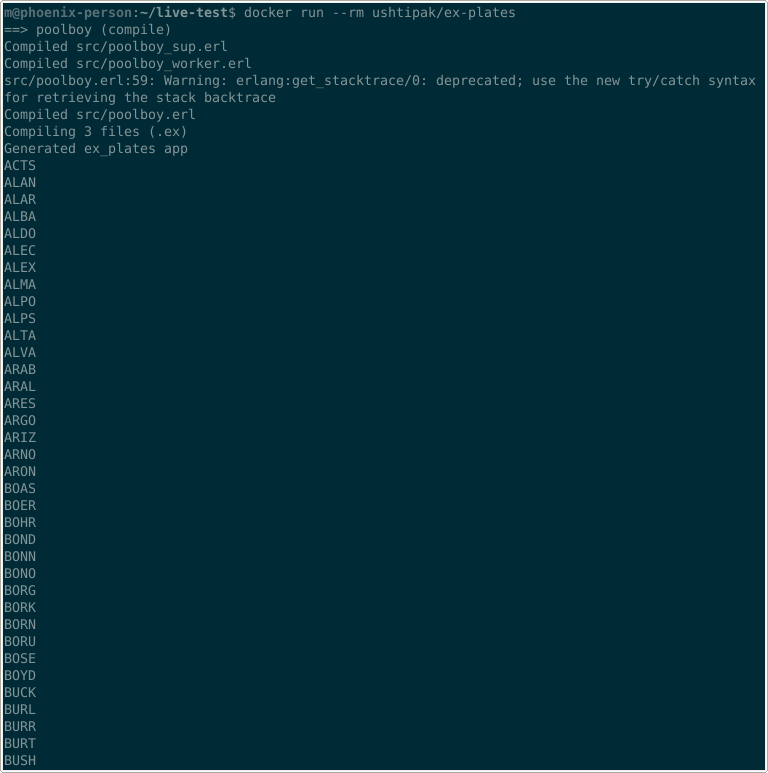 m@phoenix-person:~/live-test$ docker run --rm ushtipak/ex-plates
==> poolboy (compile)
Compiled src/poolboy_sup.erl
Compiled src/poolboy_worker.erl
src/poolboy.erl:59: Warning: erlang:get_stacktrace/0: deprecated; use the new try/catch syntax
for retrieving the stack backtrace
Compiled src/poolboy.erl
Compiling 3 files (.ex)
Generated ex_plates app
ACTS
ALAN
ALAR
ALBA
ALDO
ALEC
ALEX
ALMA
ALPO
ALPS
ALTA
ALVA
ARAB
ARAL
ARES
ARGO
ARIZ
ARNO
ARON
BOAS
BOER
BOHR
BOND
BONN
BONO
BORG
BORK
BORN
BORU
BOSE
BOYD
BUCK
BURL
BURR
BURT
BUSH